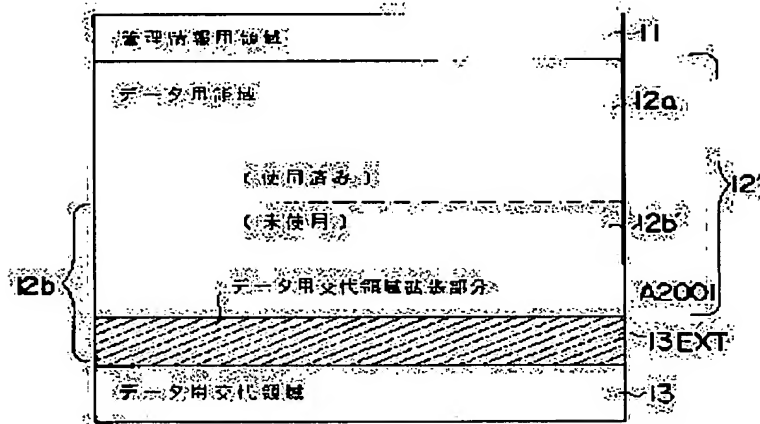 管理情報用領域 11
データ用領域 12a
(使用済み) 12'
(未使用) 12b'
12b データ用交代領域拡張部分 A2001
13EXT
データ用交代領域 13